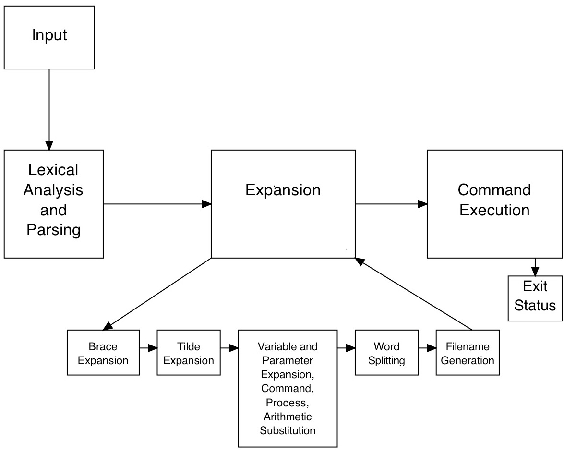 Input
Lexical
Analysis
and
Parsing
Expansion
Command
Execution
Exit
Status
Brace
Expansion
Tilde
Expansion
Variable and
Parameter
Expansion,
Command,
Process,
Arithmetic
Substitution
Word
Splitting
Filename
Generation